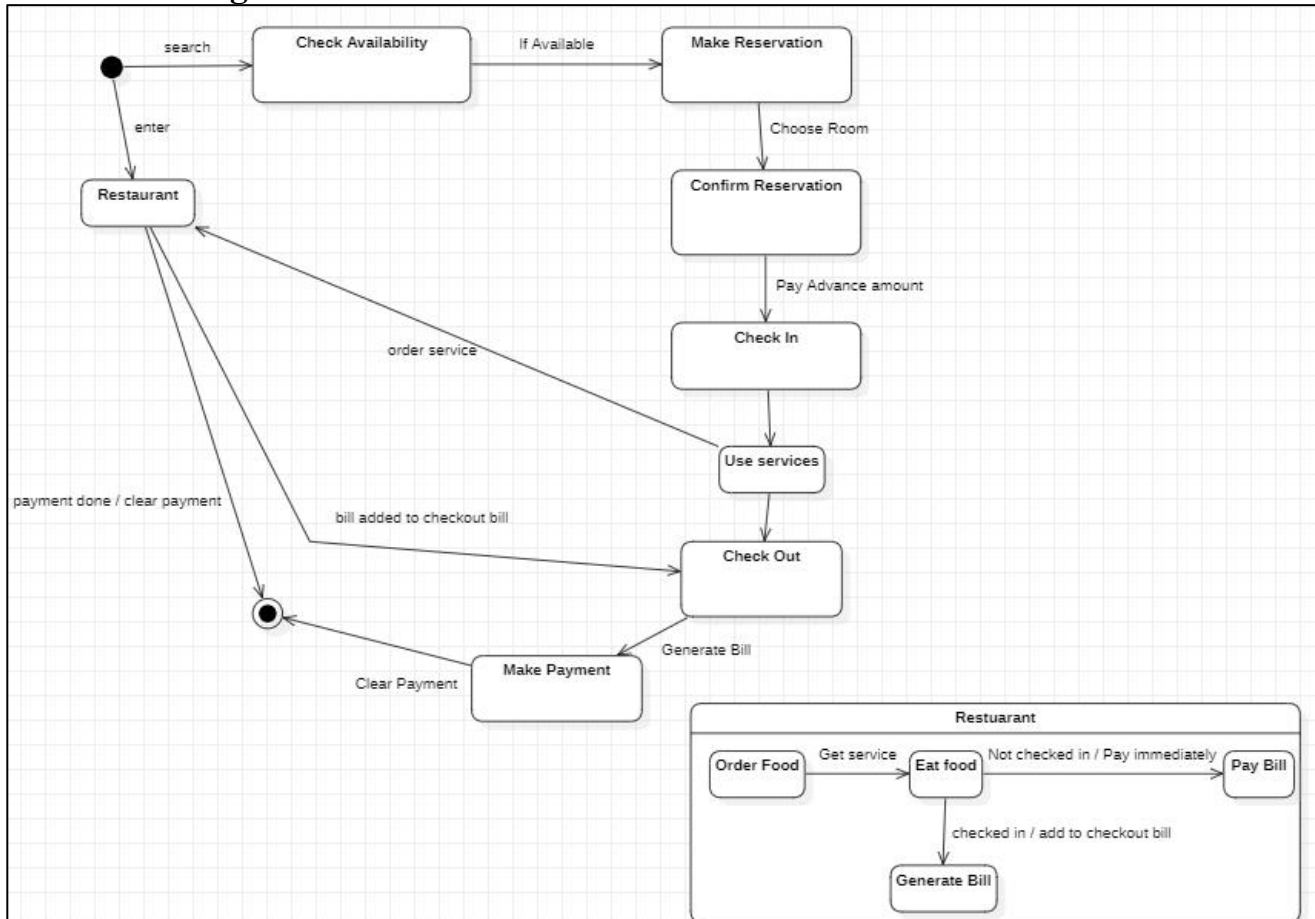 search
Check Availability
If Available
Make Reservation
enter
Choose Room
Restaurant
Confirm Reservation
Pay Advance amount
Check In
order service
Use services
payment done / clear payment
bill added to checkout bill
Check Out
Generate Bill
Make Payment
Clear Payment
Restuarant
Order Food
Get service
Eat food
Not checked in / Pay immediately
Pay Bill
checked in / add to checkout bill
Generate Bill